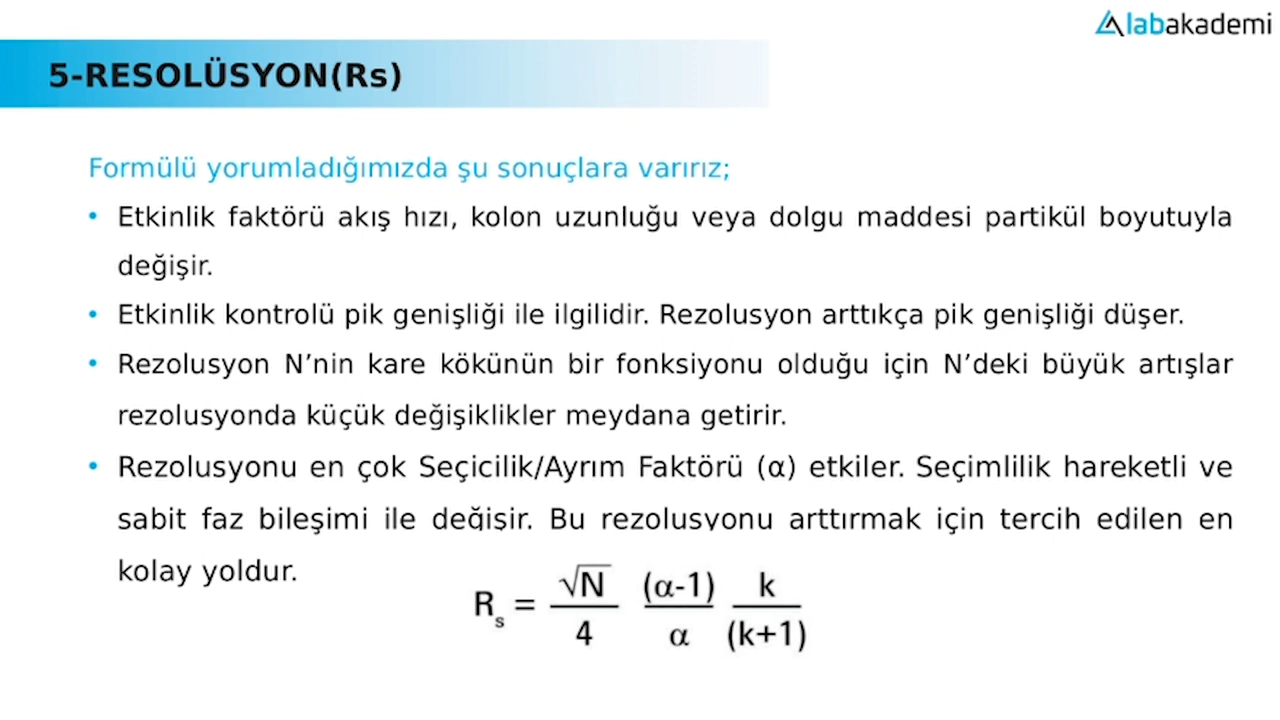 labakademi
5-RESOLÜSYON(Rs)
Formülü yorumladığımızda şu sonuçlara varırız;
• Etkinlik faktörü akış hızı, kolon uzunluğu veya dolgu maddesi partikül boyutuyla
değişir.
• Etkinlik kontrolü pik genişliği ile ilgilidir. Rezolusyon arttıkça pik genişliği düşer.
• Rezolusyon N’nin kare kökünün bir fonksiyonu olduğu için N’deki büyük artışlar
rezolusyonda küçük değişiklikler meydana getirir.
• Rezolusyonu en çok Seçicilik/Ayrım Faktörü (α) etkiler. Seçimlilik hareketli ve
sabit faz bileşimi ile değişir. Bu rezolusyonu arttırmak için tercih edilen en
kolay yoldur.
R_s = √N/4 (α-1)/α k/(k+1)